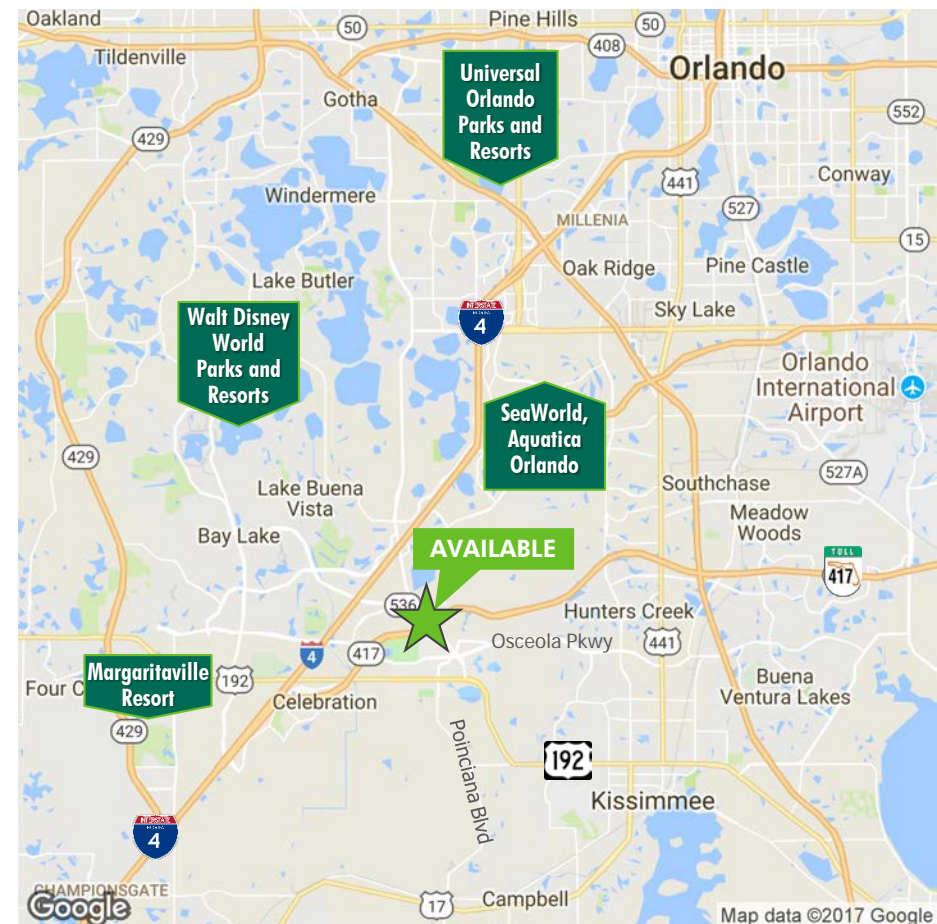 Oakland
50
Pine Hills
50
Tildenville
408
Orlando
Universal
Orlando
Parks and
Resorts
Gotha
552
429
Conway
Windermere
441
527
MILLENIA
15
Lake Butler
Oak Ridge
Pine Castle
INTERSTATE
4
Sky Lake
Walt Disney
World
Parks and
Resorts
Orlando
International
Airport
SeaWorld,
Aquatica
Orlando
429
527A
Lake Buena
Vista
Southchase
Meadow
Woods
Bay Lake
AVAILABLE
TOLL
417
536
Hunters Creek
Osceola Pkwy
441
4
417
Margaritaville
Resort
Four C
192
Celebration
Buena
Ventura Lakes
429
Poinciana Blvd
192
Kissimmee
INTERSTATE
4
CHAMPIONSGATE
Google
17
Campbell
Map data ©2017 Google